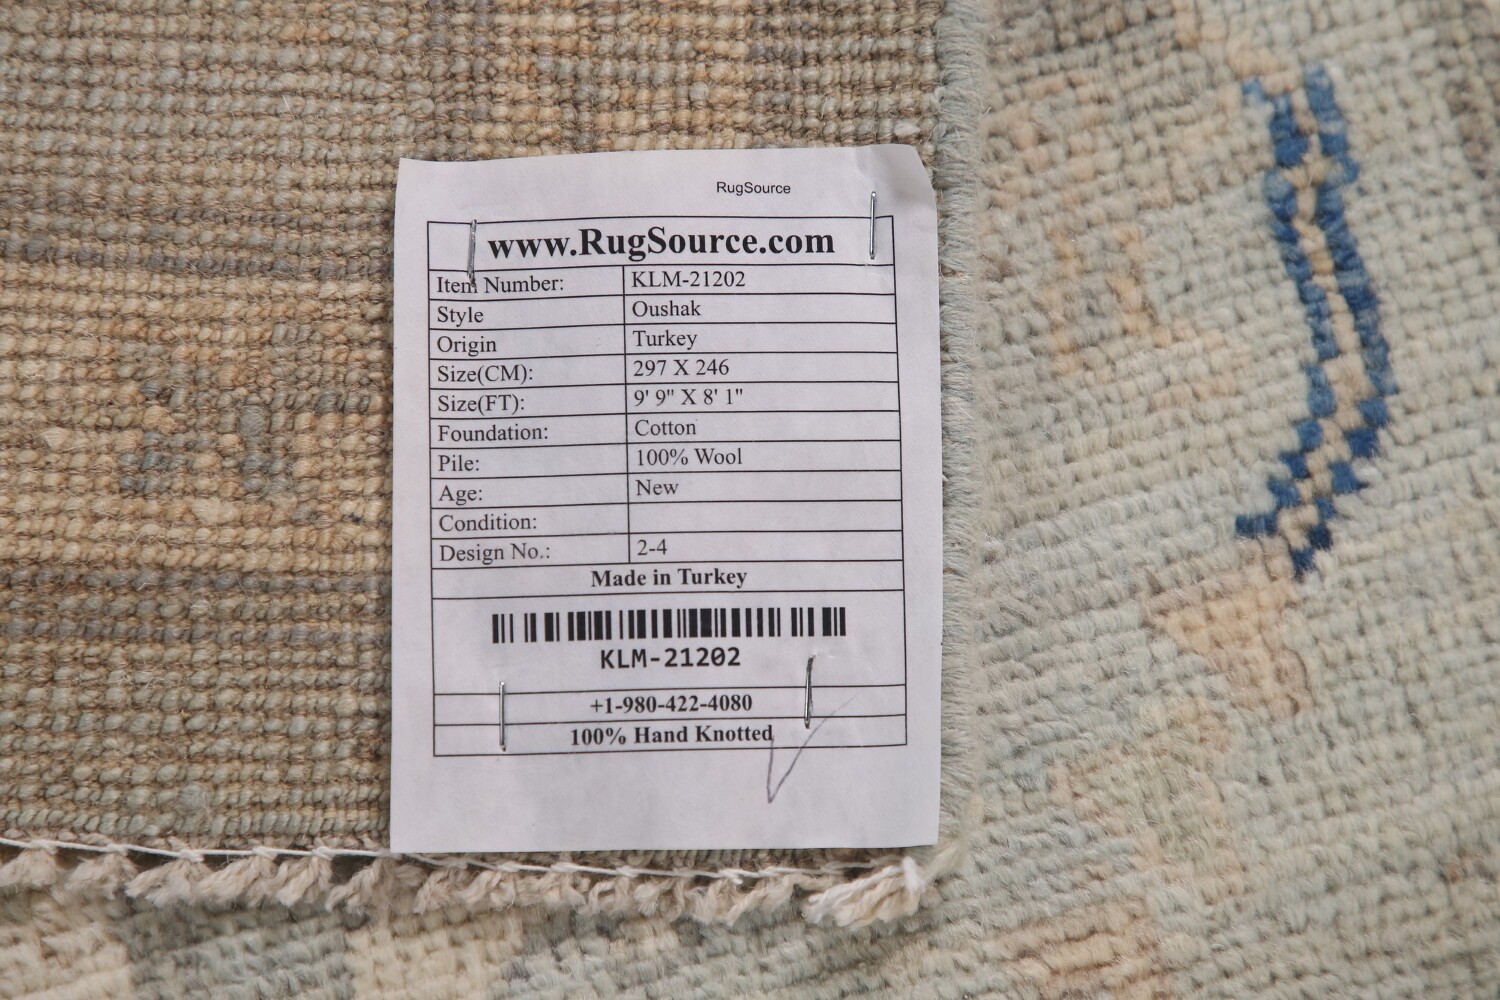 RugSource
www.RugSource.com
Item Number: KLM-21202
Style Oushak
Origin Turkey
Size(CM): 297 X 246
Size(FT): 9' 9" X 8' 1"
Foundation: Cotton
Pile: 100% Wool
Age: New
Condition:
Design No.: 2-4
Made in Turkey
KLM-21202
+1-980-422-4080
100% Hand Knotted